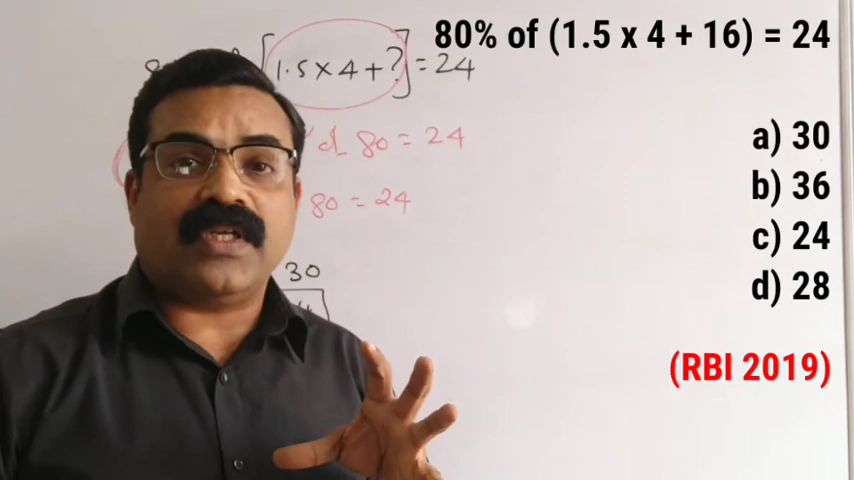 80% of (1.5 x 4 + 16) = 24
[1.5 × 4 + ?] = 24
80 = 24
80 = 24
30
a) 30
b) 36
c) 24
d) 28
(RBI 2019)